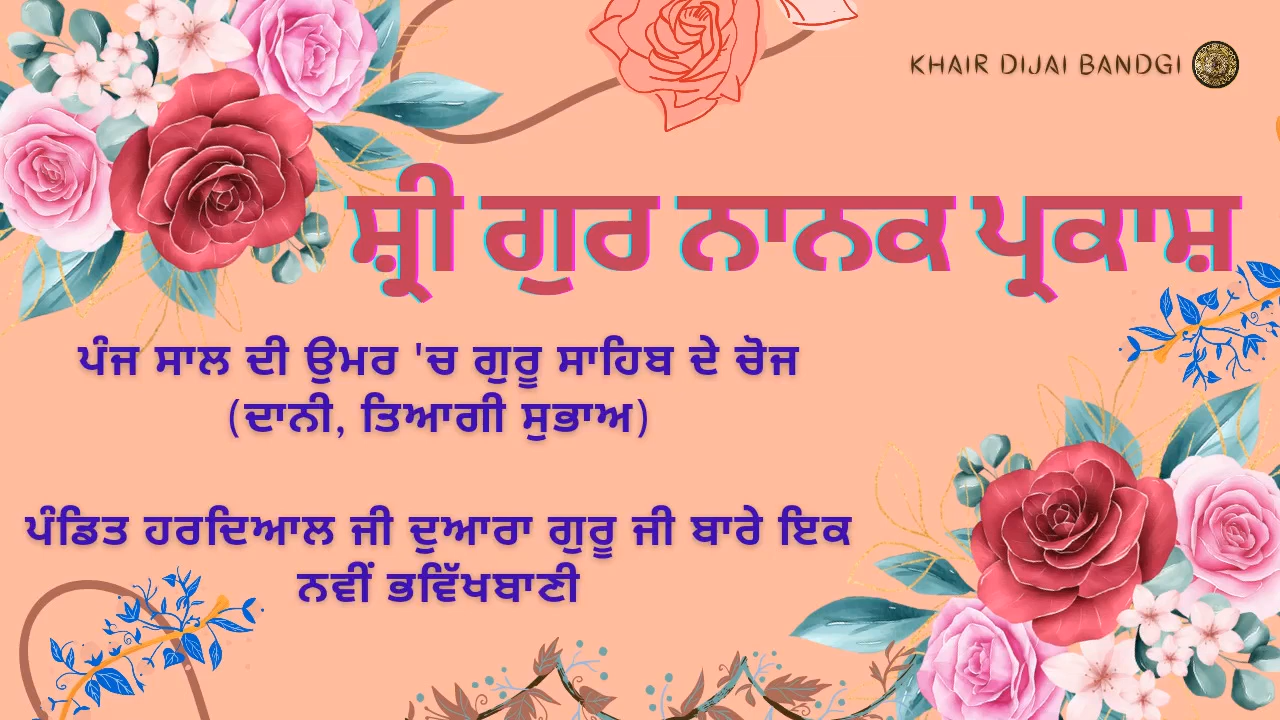 KHAIR DIJAI BANDGI
ਸ਼੍ਰੀ ਗੁਰ ਨਾਨਕ ਪ੍ਰਕਾਸ਼
ਪੰਜ ਸਾਲ ਦੀ ਉਮਰ 'ਚ ਗੁਰੂ ਸਾਹਿਬ ਦੇ ਚੋਜ
(ਦਾਨੀ, ਤਿਆਗੀ ਸੁਭਾਅ)
ਪੰਡਿਤ ਹਰਦਿਆਲ ਜੀ ਦੁਆਰਾ ਗੁਰੂ ਜੀ ਬਾਰੇ ਇਕ
ਨਵੀਂ ਭਵਿੱਖਬਾਣੀ